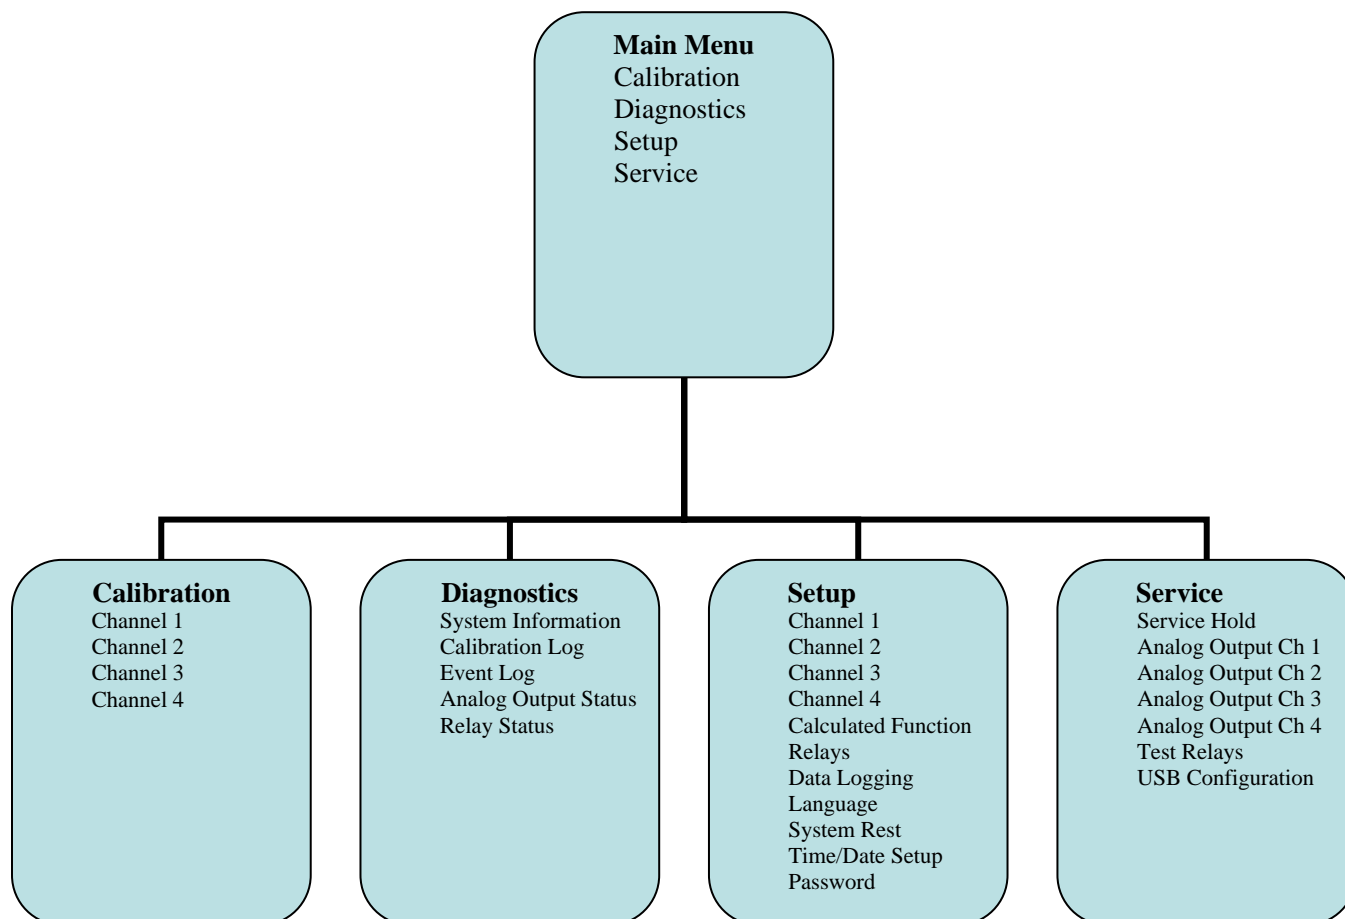 Main Menu
Calibration
Diagnostics
Setup
Service
Calibration
Channel 1
Channel 2
Channel 3
Channel 4
Diagnostics
System Information
Calibration Log
Event Log
Analog Output Status
Relay Status
Setup
Channel 1
Channel 2
Channel 3
Channel 4
Calculated Function
Relays
Data Logging
Language
System Rest
Time/Date Setup
Password
Service
Service Hold
Analog Output Ch 1
Analog Output Ch 2
Analog Output Ch 3
Analog Output Ch 4
Test Relays
USB Configuration